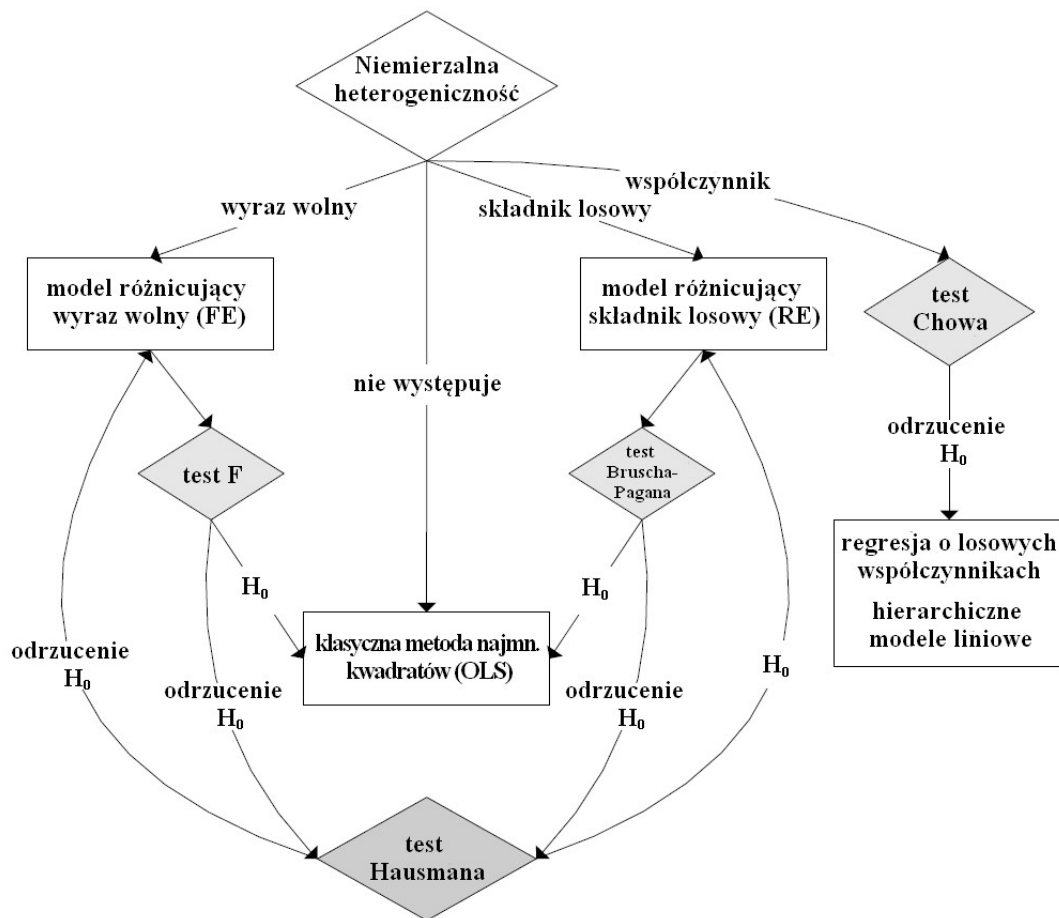 Niemierzalna
heterogeniczność
współczynnik
wyraz wolny
składnik losowy
model różnicujący
wyraz wolny (FE)
model różnicujący
składnik losowy (RE)
test
Chowa
nie występuje
odrzucenie
H₀
test F
test
Bruscha-
Pagana
regresja o losowych
współczynnikach
hierarchiczne
modele liniowe
H₀
H₀
klasyczna metoda najmn.
kwadratów (OLS)
odrzucenie
H₀
odrzucenie
H₀
odrzucenie
H₀
H₀
test
Hausmana